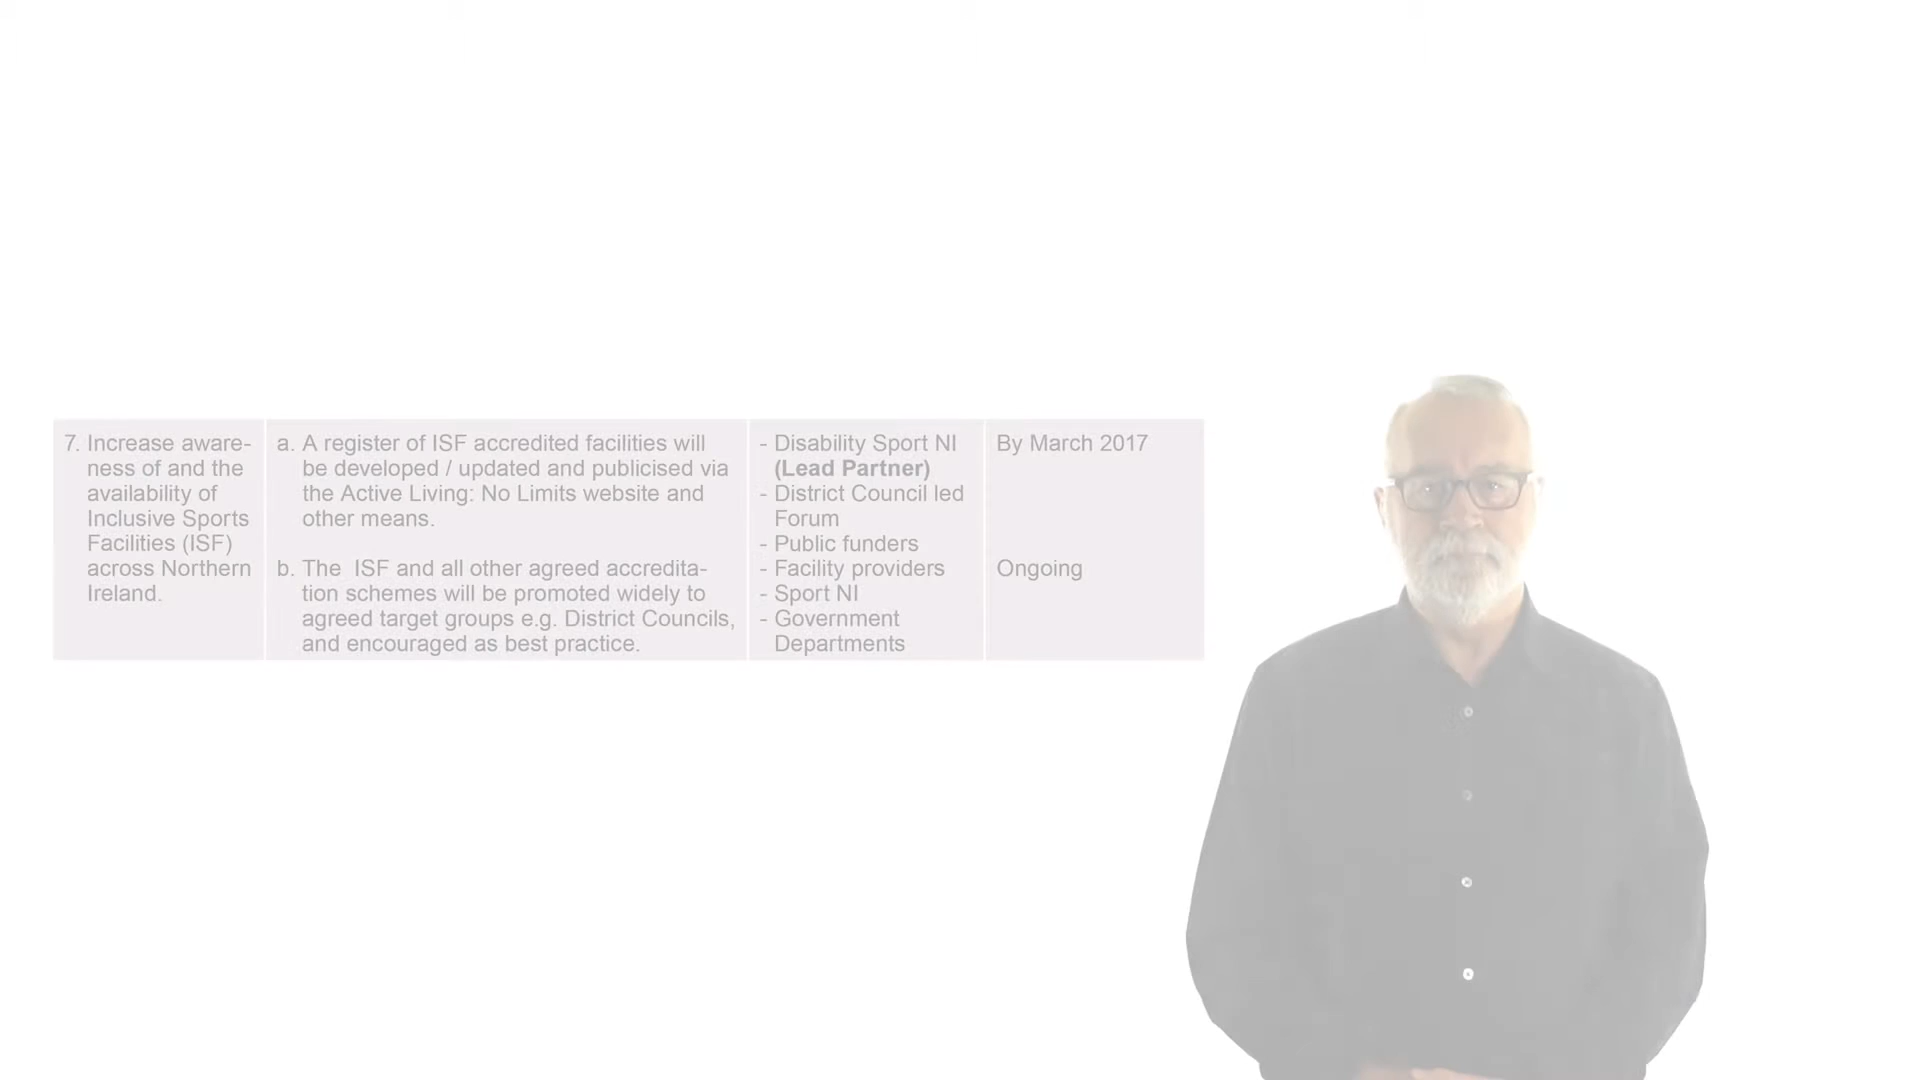 7. Increase aware-
ness of and the
availability of
Inclusive Sports
Facilities (ISF)
across Northern
Ireland.
a. A register of ISF accredited facilities will
be developed / updated and publicised via
the Active Living: No Limits website and
other means.
b. The  ISF and all other agreed accredita-
tion schemes will be promoted widely to
agreed target groups e.g. District Councils,
and encouraged as best practice.
- Disability Sport NI
(Lead Partner)
- District Council led
Forum
- Public funders
- Facility providers
- Sport NI
- Government
Departments
By March 2017
Ongoing